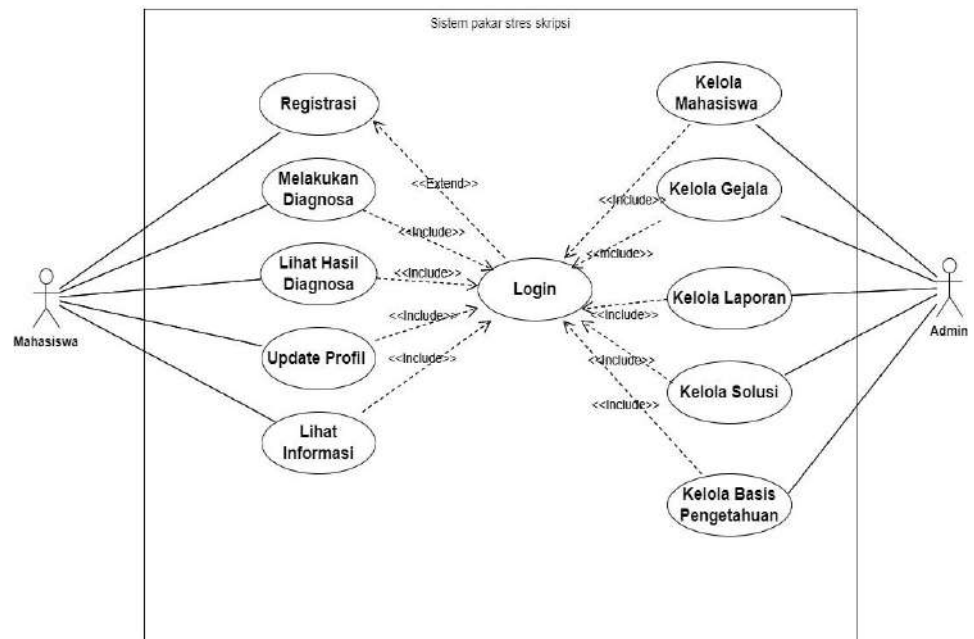 Sistem pakar stres skripsi
Registrasi
Melakukan
Diagnosa
Lihat Hasil
Diagnosa
Update Profil
Lihat
Informasi
Mahasiswa
<<Extend>>
<<Include>>
<<Include>>
<<Include>>
<<Include>>
Login
<<Include>>
<<Include>>
<<Include>>
<<Include>>
<<Include>>
Kelola
Mahasiswa
Kelola Gejala
Kelola Laporan
Kelola Solusi
Kelola Basis
Pengetahuan
Admin